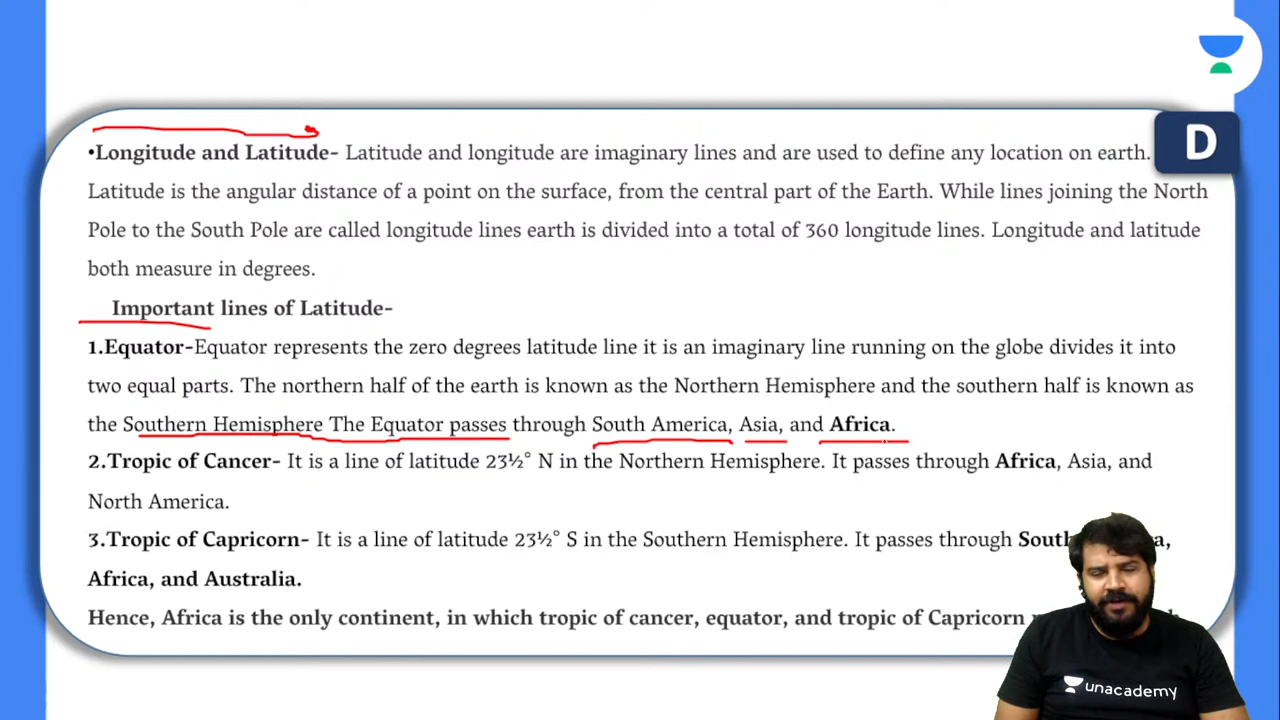 D
•Longitude and Latitude- Latitude and longitude are imaginary lines and are used to define any location on earth.
Latitude is the angular distance of a point on the surface, from the central part of the Earth. While lines joining the North
Pole to the South Pole are called longitude lines earth is divided into a total of 360 longitude lines. Longitude and latitude
both measure in degrees.
Important lines of Latitude-
1.Equator-Equator represents the zero degrees latitude line it is an imaginary line running on the globe divides it into
two equal parts. The northern half of the earth is known as the Northern Hemisphere and the southern half is known as
the Southern Hemisphere The Equator passes through South America, Asia, and Africa.
2.Tropic of Cancer- It is a line of latitude 23½° N in the Northern Hemisphere. It passes through Africa, Asia, and
North America.
3.Tropic of Capricorn- It is a line of latitude 23½° S in the Southern Hemisphere. It passes through
Africa, and Australia.
Hence, Africa is the only continent, in which tropic of cancer, equator, and tropic of Capricorn
unacademy